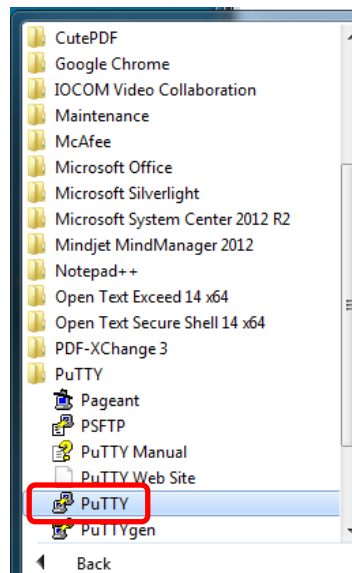 CutePDF
Google Chrome
IOCOM Video Collaboration
Maintenance
McAfee
Microsoft Office
Microsoft Silverlight
Microsoft System Center 2012 R2
Mindjet MindManager 2012
Notepad++
Open Text Exceed 14 x64
Open Text Secure Shell 14 x64
PDF-XChange 3
PuTTY
Pageant
PSFTP
PuTTY Manual
PuTTY Web Site
PuTTY
PuTTYgen
Back